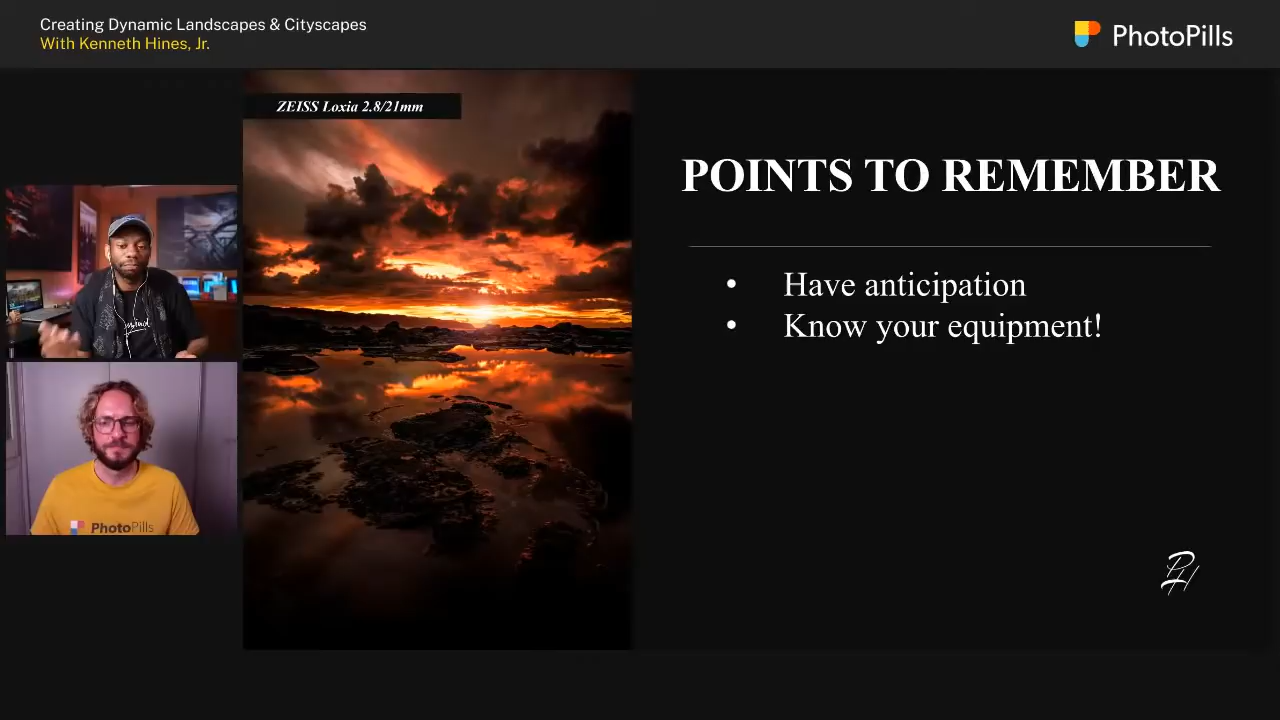 Creating Dynamic Landscapes & Cityscapes
With Kenneth Hines, Jr.
PhotoPills
ZEISS Loxia 2.8/21mm
POINTS TO REMEMBER
• Have anticipation
• Know your equipment!
PhotoPills